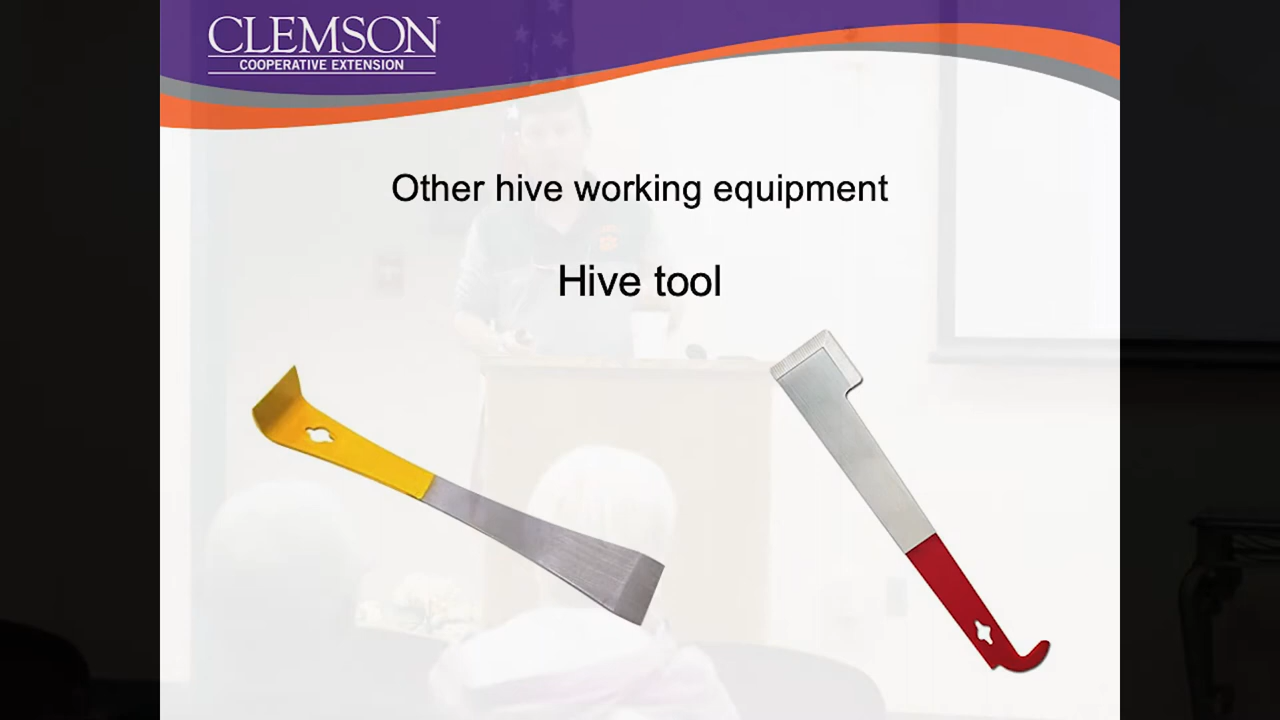 CLEMSON
COOPERATIVE EXTENSION
Other hive working equipment
Hive tool